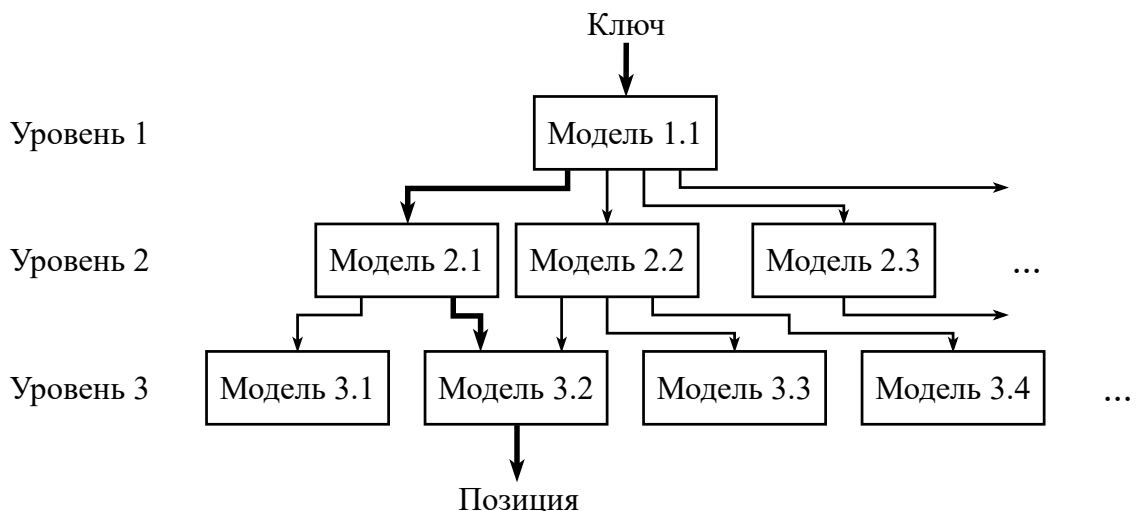 Ключ
Уровень 1
Модель 1.1
Уровень 2
Модель 2.1
Модель 2.2
Модель 2.3
...
Уровень 3
Модель 3.1
Модель 3.2
Модель 3.3
Модель 3.4
...
Позиция